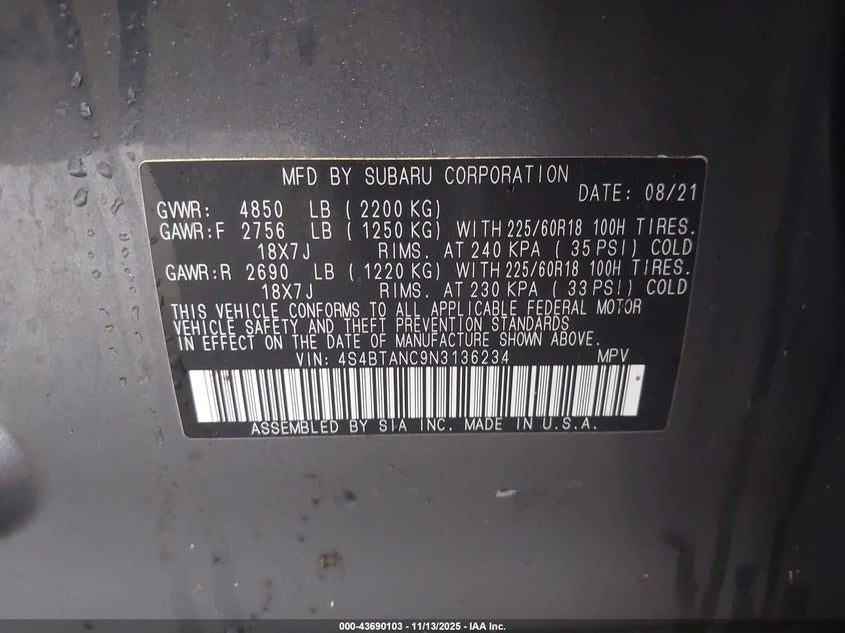 MFD BY SUBARU CORPORATION
DATE: 08/21
GVWR: 4850 LB ( 2200 KG)
GAWR:F 2756 LB ( 1250 KG) WITH 225/60R18 100H TIRES.
18X7J RIMS. AT 240 KPA ( 35 PSI) COLD
GAWR:R 2690 LB ( 1220 KG) WITH 225/60R18 100H TIRES.
18X7J RIMS. AT 230 KPA ( 33 PSI) COLD
THIS VEHICLE CONFORMS TO ALL APPLICABLE FEDERAL MOTOR
VEHICLE SAFETY AND THEFT PREVENTION STANDARDS
IN EFFECT ON THE DATE OF MANUFACTURE SHOWN ABOVE.
VIN: 4S4BTANC9N3136234 MPV
ASSEMBLED BY SIA INC. MADE IN U.S.A.
000-43690103 - 11/13/2025 - IAA Inc.